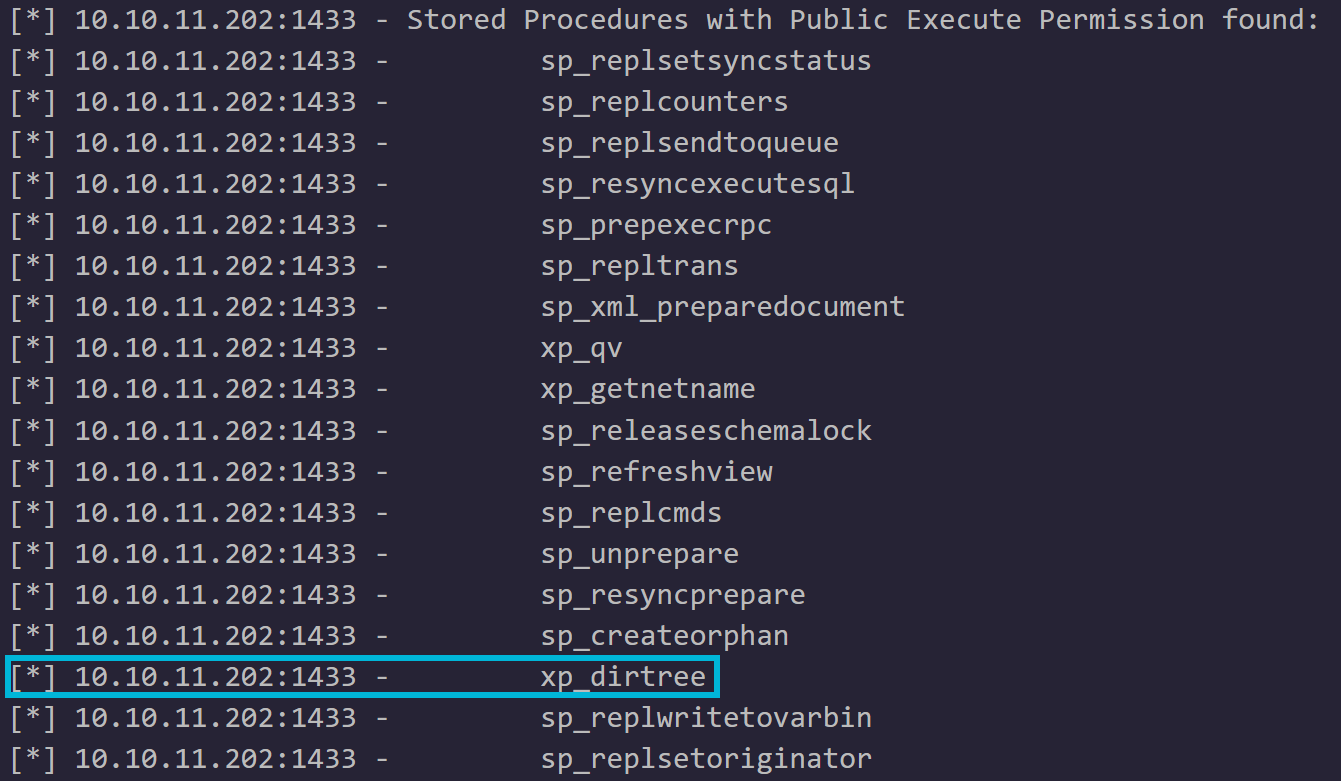 [*] 10.10.11.202:1433 - Stored Procedures with Public Execute Permission found:
[*] 10.10.11.202:1433 -         sp_replsetsyncstatus
[*] 10.10.11.202:1433 -         sp_replcounters
[*] 10.10.11.202:1433 -         sp_replsendtoqueue
[*] 10.10.11.202:1433 -         sp_resyncexecutesql
[*] 10.10.11.202:1433 -         sp_prepexecrpc
[*] 10.10.11.202:1433 -         sp_repltrans
[*] 10.10.11.202:1433 -         sp_xml_preparedocument
[*] 10.10.11.202:1433 -         xp_qv
[*] 10.10.11.202:1433 -         xp_getnetname
[*] 10.10.11.202:1433 -         sp_releaseschemalock
[*] 10.10.11.202:1433 -         sp_refreshview
[*] 10.10.11.202:1433 -         sp_replcmds
[*] 10.10.11.202:1433 -         sp_unprepare
[*] 10.10.11.202:1433 -         sp_resyncprepare
[*] 10.10.11.202:1433 -         sp_createorphan
[*] 10.10.11.202:1433 -         xp_dirtree
[*] 10.10.11.202:1433 -         sp_replwritetovarbin
[*] 10.10.11.202:1433 -         sp_replsetoriginator